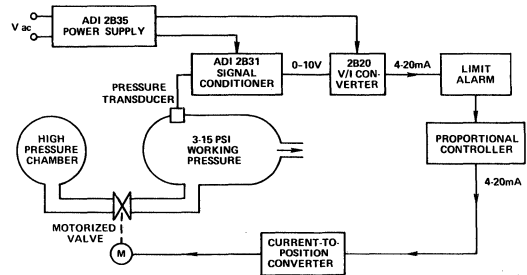 ADI 2B35
POWER SUPPLY
V ac
ADI 2B31
SIGNAL
CONDITIONER
0-10V
2B20
V/I CON-
VERTER
4-20mA
LIMIT
ALARM
PRESSURE
TRANSDUCER
HIGH
PRESSURE
CHAMBER
3-15 PSI
WORKING
PRESSURE
PROPORTIONAL
CONTROLLER
4-20mA
MOTORIZED
VALVE
M
CURRENT-TO-
POSITION
CONVERTER